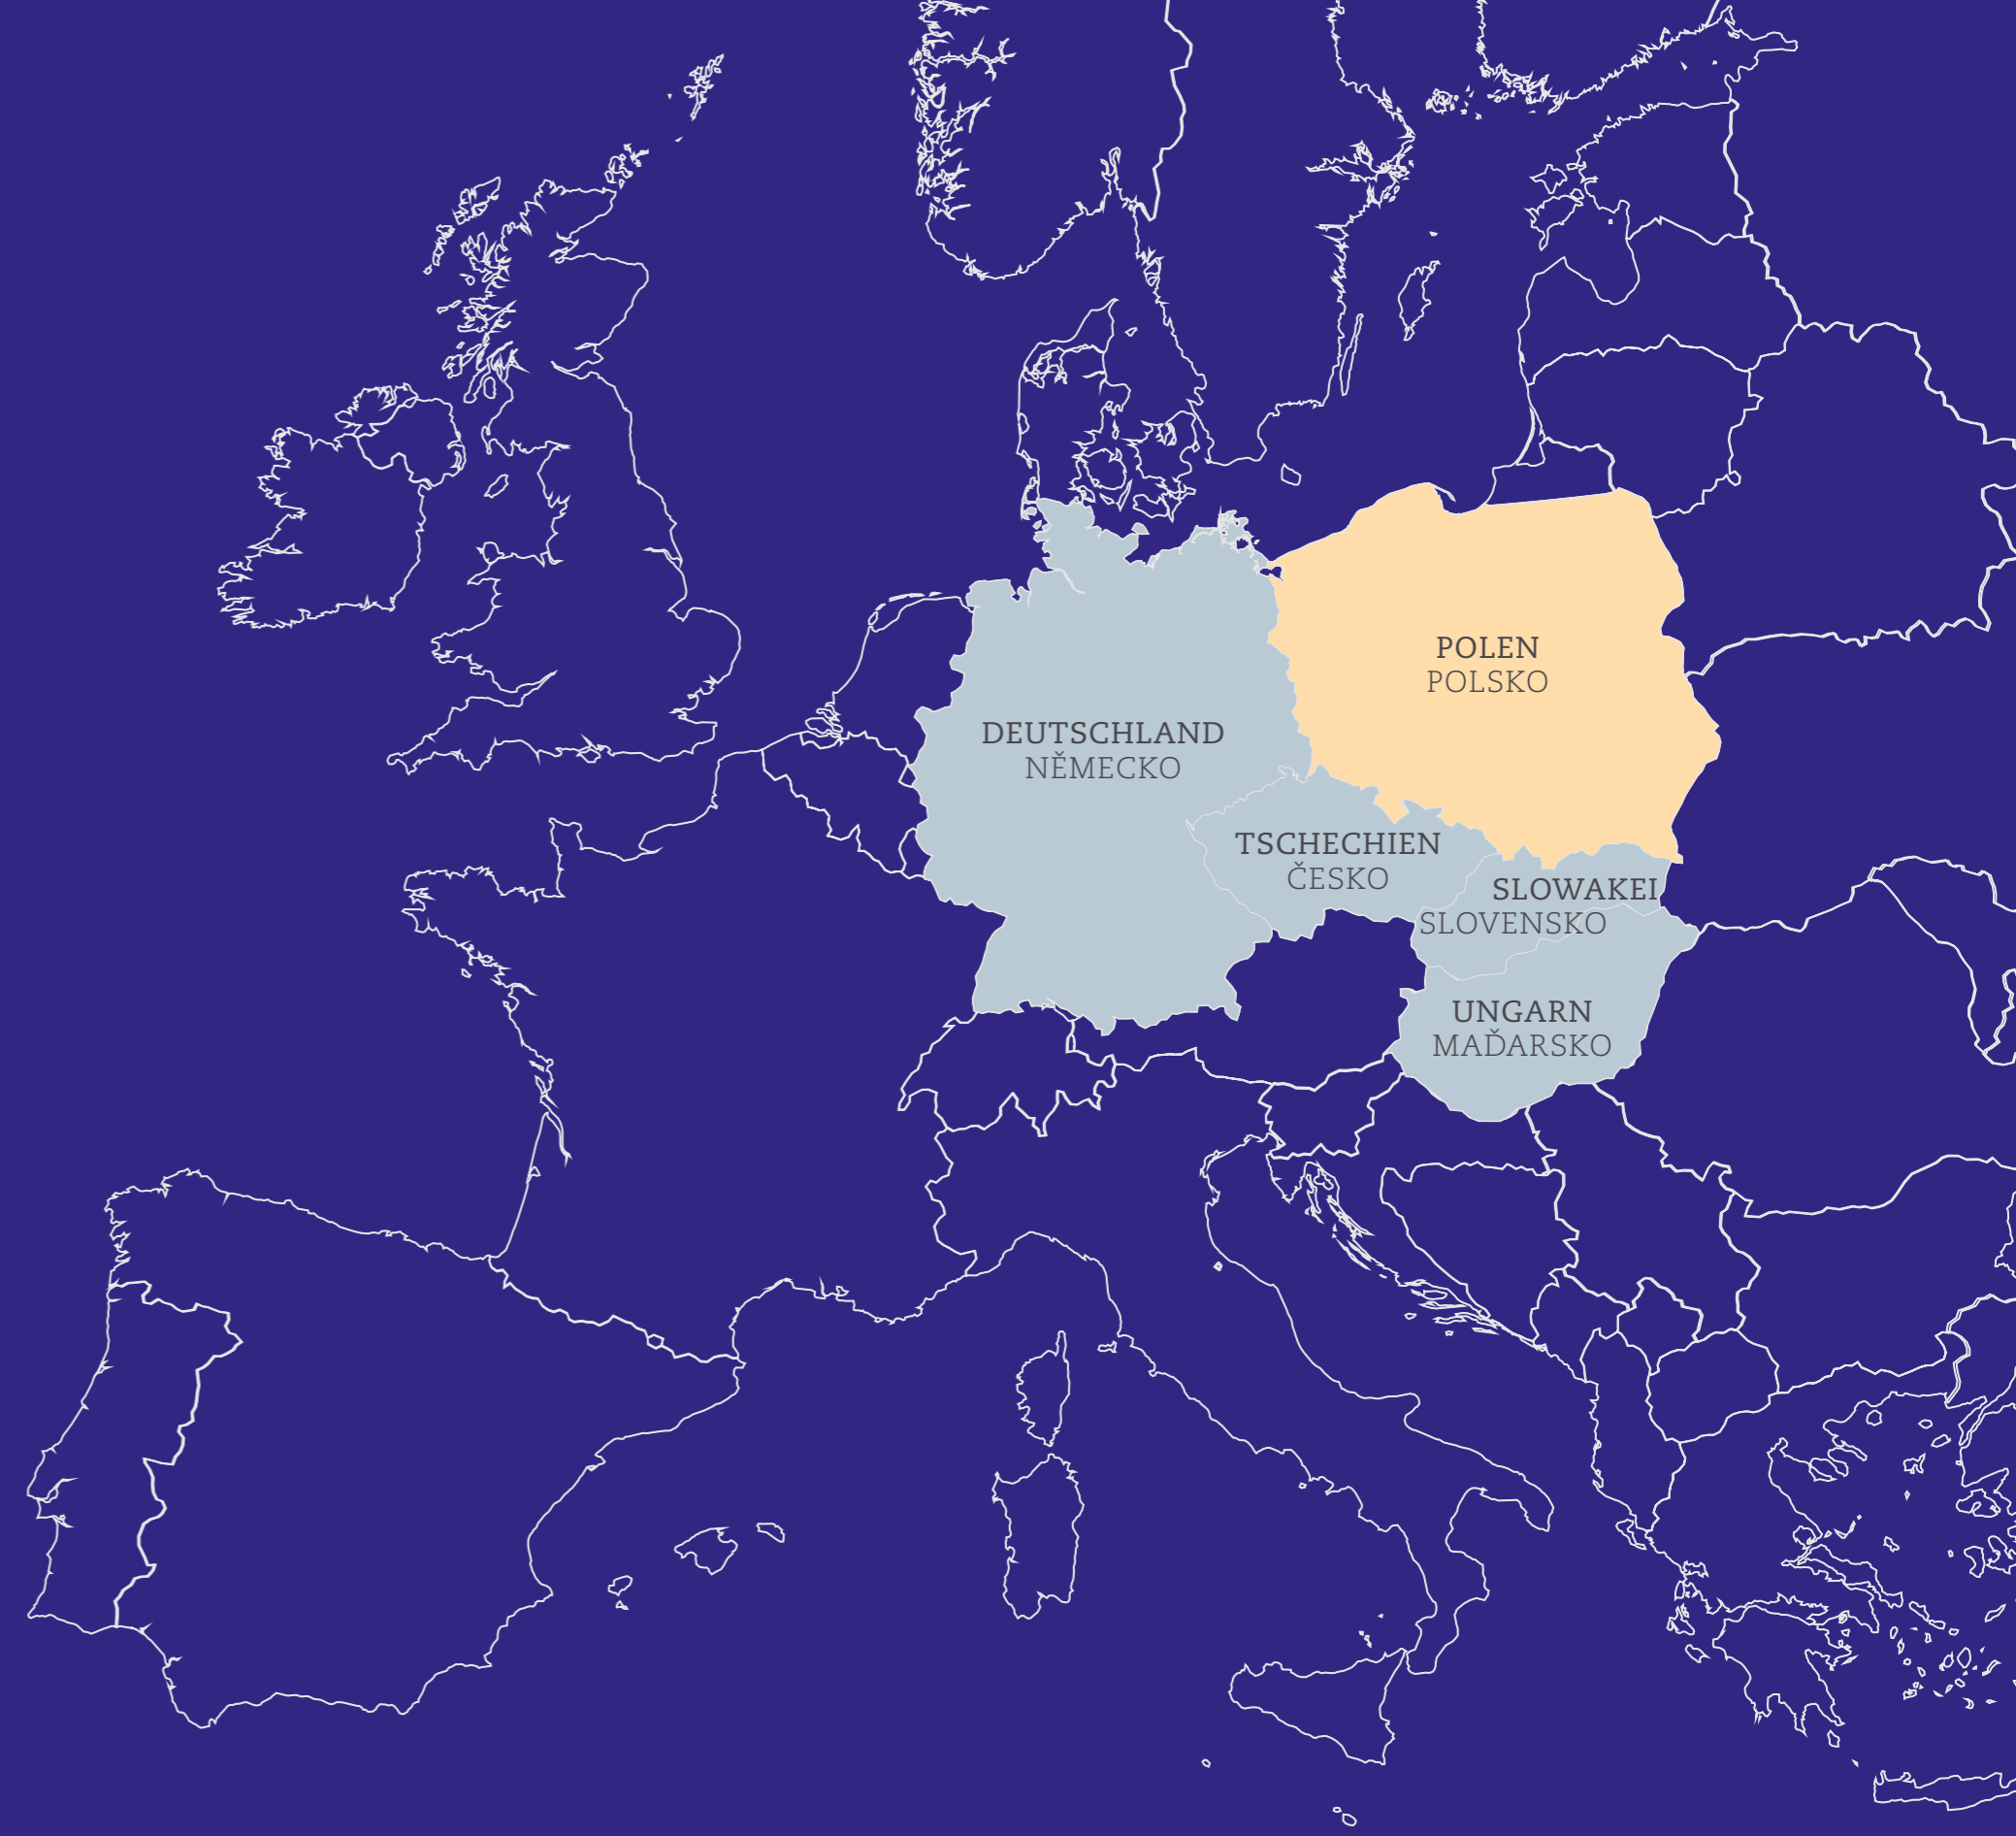 POLEN
POLSKO
DEUTSCHLAND
NĚMECKO
TSCHECHIEN
ČESKO
SLOWAKEI
SLOVENSKO
UNGARN
MAĎARSKO